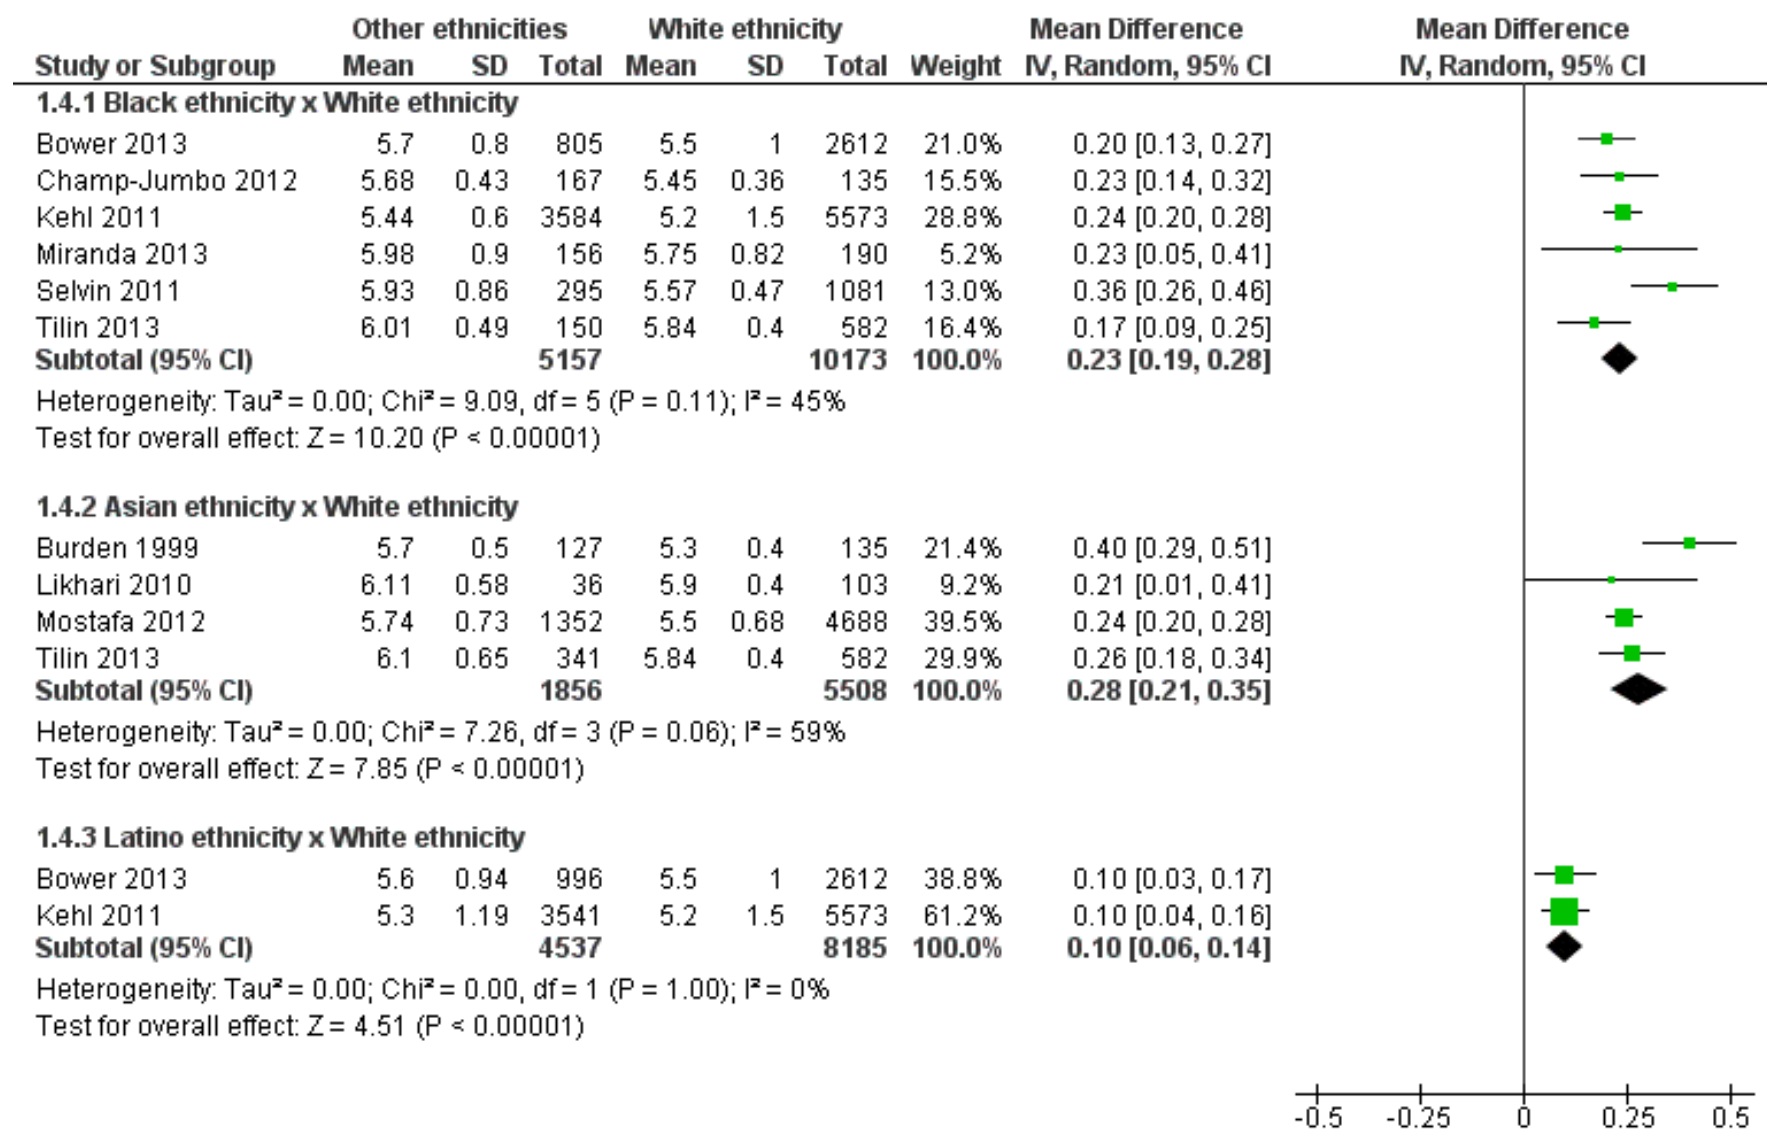 Other ethnicities White ethnicity Mean Difference Mean Difference
Study or Subgroup Mean SD Total Mean SD Total Weight IV, Random, 95% CI IV, Random, 95% CI
1.4.1 Black ethnicity x White ethnicity
Bower 2013 5.7 0.8 805 5.5 1 2612 21.0% 0.20 [0.13, 0.27]
Champ-Jumbo 2012 5.68 0.43 167 5.45 0.36 135 15.5% 0.23 [0.14, 0.32]
Kehl 2011 5.44 0.6 3584 5.2 1.5 5573 28.8% 0.24 [0.20, 0.28]
Miranda 2013 5.98 0.9 156 5.75 0.82 190 5.2% 0.23 [0.05, 0.41]
Selvin 2011 5.93 0.86 295 5.57 0.47 1081 13.0% 0.36 [0.26, 0.46]
Tilin 2013 6.01 0.49 150 5.84 0.4 582 16.4% 0.17 [0.09, 0.25]
Subtotal (95% CI) 5157 10173 100.0% 0.23 [0.19, 0.28]
Heterogeneity: Tau² = 0.00; Chi² = 9.09, df = 5 (P = 0.11); I² = 45%
Test for overall effect: Z = 10.20 (P < 0.00001)
1.4.2 Asian ethnicity x White ethnicity
Burden 1999 5.7 0.5 127 5.3 0.4 135 21.4% 0.40 [0.29, 0.51]
Likhari 2010 6.11 0.58 36 5.9 0.4 103 9.2% 0.21 [0.01, 0.41]
Mostafa 2012 5.74 0.73 1352 5.5 0.68 4688 39.5% 0.24 [0.20, 0.28]
Tilin 2013 6.1 0.65 341 5.84 0.4 582 29.9% 0.26 [0.18, 0.34]
Subtotal (95% CI) 1856 5508 100.0% 0.28 [0.21, 0.35]
Heterogeneity: Tau² = 0.00; Chi² = 7.26, df = 3 (P = 0.06); I² = 59%
Test for overall effect: Z = 7.85 (P < 0.00001)
1.4.3 Latino ethnicity x White ethnicity
Bower 2013 5.6 0.94 996 5.5 1 2612 38.8% 0.10 [0.03, 0.17]
Kehl 2011 5.3 1.19 3541 5.2 1.5 5573 61.2% 0.10 [0.04, 0.16]
Subtotal (95% CI) 4537 8185 100.0% 0.10 [0.06, 0.14]
Heterogeneity: Tau² = 0.00; Chi² = 0.00, df = 1 (P = 1.00); I² = 0%
Test for overall effect: Z = 4.51 (P < 0.00001)
-0.5 -0.25 0 0.25 0.5